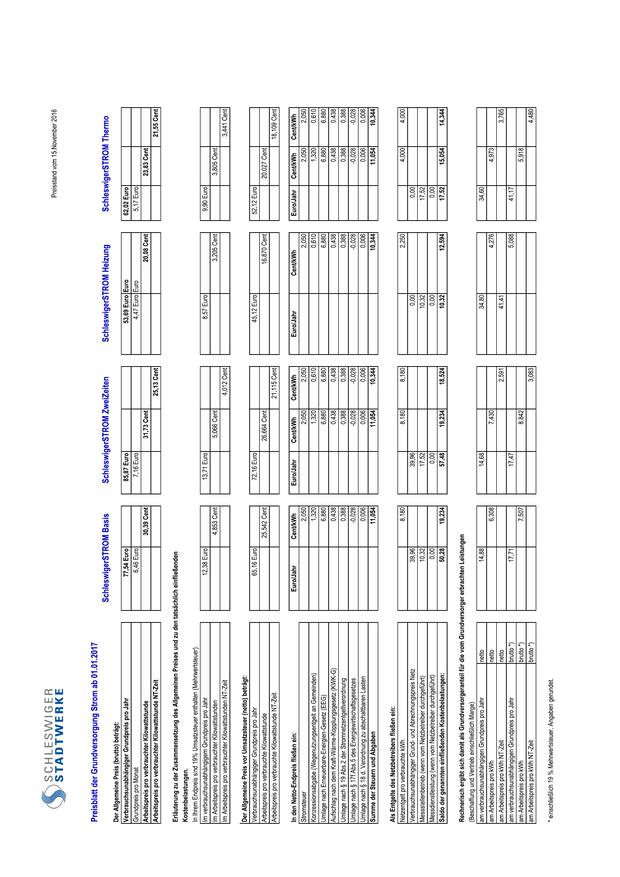 SCHLESWIGER
STADTWERKE
Preisstand vom 15.November 2016
Preisblatt der Grundversorgung Strom ab 01.01.2017
SchleswigerSTROM Basis SchleswigerSTROM ZweiZeiten SchleswigerSTROM Heizung SchleswigerSTROM Thermo
Der Allgemeine Preis (brutto) beträgt:
Verbrauchsunabhängiger Grundpreis pro Jahr 77,54 Euro 85,87 Euro 53,69 Euro Euro 62,02 Euro
Grundpreis pro Monat 6,46 Euro 7,16 Euro 4,47 Euro Euro 5,17 Euro
Arbeitspreis pro verbrauchter Kilowattstunde 30,39 Cent 31,73 Cent 20,08 Cent 23,83 Cent
Arbeitspreis pro verbrauchter Kilowattstunde NT-Zeit 25,13 Cent 21,55 Cent
Erläuterung zu der Zusammensetzung des Allgemeinen Preises und zu den tatsächlich einfließenden
Kostenbelastungen:
In Ihrem Endpreis sind 19% Umsatzsteuer enthalten (Mehrwertsteuer).
Im verbrauchsunabhängigem Grundpreis pro Jahr 12,38 Euro 13,71 Euro 8,57 Euro 9,90 Euro
im Arbeitspreis pro verbrauchter Kilowattstunden 4,853 Cent 5,066 Cent 3,205 Cent 3,805 Cent
im Arbeitspreis pro verbrauchter Kilowattstunden NT-Zeit 4,012 Cent 3,441 Cent
Der Allgemeine Preis vor Umsatzsteuer (netto) beträgt:
Verbrauchsunabhängiger Grundpreis pro Jahr 65,16 Euro 72,16 Euro 45,12 Euro 52,12 Euro
Arbeitspreis pro verbrauchte Kilowattstunde 25,542 Cent 26,664 Cent 16,870 Cent 20,027 Cent
Arbeitspreis pro verbrauchte Kilowattstunde NT-Zeit 21,115 Cent 18,109 Cent
In den Netto-Endpreis fließen ein: Euro/Jahr Cent/kWh Euro/Jahr Cent/kWh Cent/kWh Euro/Jahr Cent/kWh Euro/Jahr Cent/kWh Cent/kWh
Stromsteuer 2,050 2,050 2,050 2,050 2,050 2,050
Konzessionsabgabe (Wegenutzungsentgelt an Gemeinden) 1,320 1,320 0,610 0,610 1,320 0,610
Umlage nach Erneuerbare-Energien-Gesetz (EEG) 6,880 6,880 6,880 6,880 6,880 6,880
Aufschlag nach dem Kraft-Wärme-Kopplungsgesetz (KWK-G) 0,438 0,438 0,438 0,438 0,438 0,438
Umlage nach § 19 Abs 2 der Stromnetzentgeltverordnung 0,388 0,388 0,388 0,388 0,388 0,388
Umlage nach § 17f Abs. 5 des Energiewirtschaftsgesetzes -0,028 -0,028 -0,028 -0,028 -0,028 -0,028
Umlage nach § 18 d. Verordnung zu abschaltbaren Lasten 0,006 0,006 0,006 0,006 0,006 0,006
Summe der Steuern und Abgaben 11,054 11,054 10,344 10,344 11,054 10,344
Als Entgelte des Netzbetreibers fließen ein:
Netzentgelt pro verbrauchte kWh 8,180 8,180 8,180 2,250 4,000 4,000
Verbrauchsunabhängiger Grund- und Abrechnungspreis Netz 39,96 39,96 0,00 0,00
Messstellenbetrieb (wenn vom Netzbetreiber durchgeführt) 10,32 17,52 10,32 17,52
Messdienstleistung (wenn vom Netzbetreiber durchgeführt) 0,00 0,00 0,00 0,00
Saldo der genannten einfließenden Kostenbelastungen: 50,28 19,234 57,48 19,234 18,524 10,32 12,594 17,52 15,054 14,344
Rechnerisch ergibt sich damit als Grundversorgeranteil für die vom Grundversorger erbrachten Leistungen
(Beschaffung und Vertrieb einschließlich Marge)
am verbrauchsunabhängigen Grundpreis pro Jahr netto 14,88 14,68 34,80 34,60
am Arbeitspreis pro kWh netto 6,308 7,430 4,276 4,973
am Arbeitspreis pro kWh NT-Zeit netto 2,591 41,41 3,765
am verbrauchsunabhängigen Grundpreis pro Jahr brutto *) 17,71 17,47 5,088 41,17
am Arbeitspreis pro kWh brutto *) 7,507 8,842 5,918
am Arbeitspreis pro kWh NT-Zeit brutto *) 3,083 4,480
* einschließlich 19 % Mehrwertsteuer, Angaben gerundet.